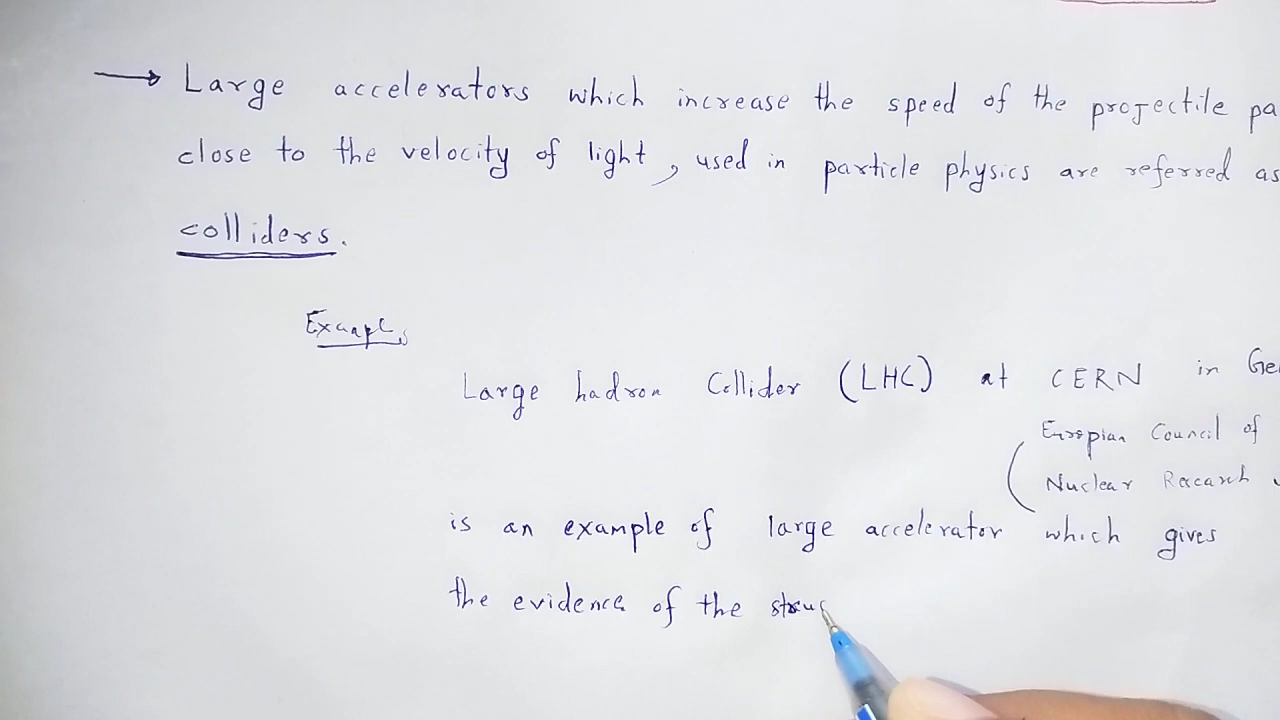 → Large accelerators which increase the speed of the projectile pa
close to the velocity of light, used in particle physics are referred as
colliders.
Example
Large hadron Collider (LHC) at CERN in Ge
(Europian Council of
Nuclear Research
is an example of large accelerator which gives
the evidence of the struc